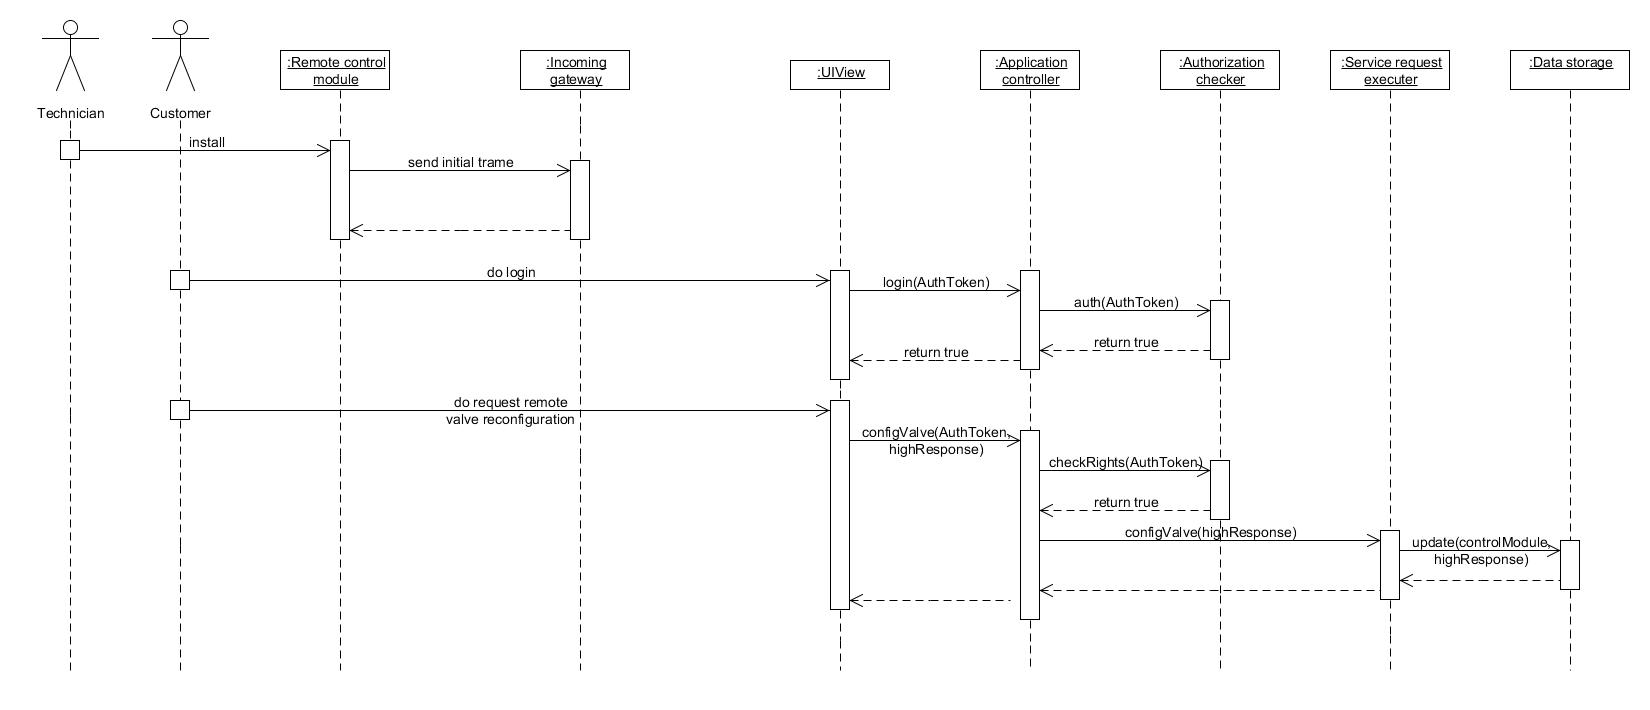 :Remote control
module
:Incoming
gateway
:UIView
:Application
controller
:Authorization
checker
:Service request
executer
:Data storage
Technician
Customer
install
send initial trame
do login
login(AuthToken)
auth(AuthToken)
return true
return true
do request remote
valve reconfiguration
configValve(AuthToken,
highResponse)
checkRights(AuthToken)
return true
configValve(highResponse)
update(controlModule,
highResponse)